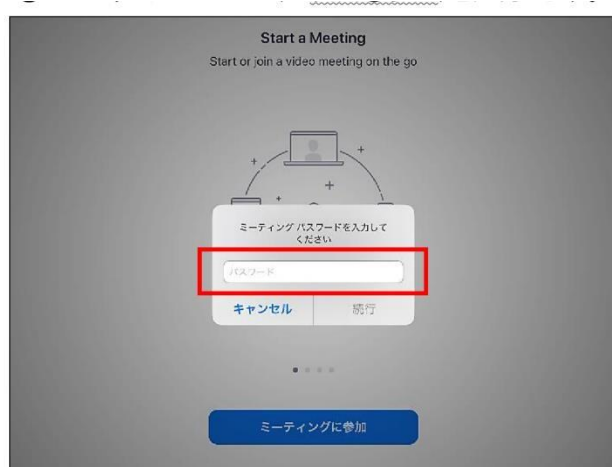 Start a Meeting
Start or join a video meeting on the go
ミーティング パスワードを入力して
ください
パスワード
キャンセル
続行
ミーティングに参加